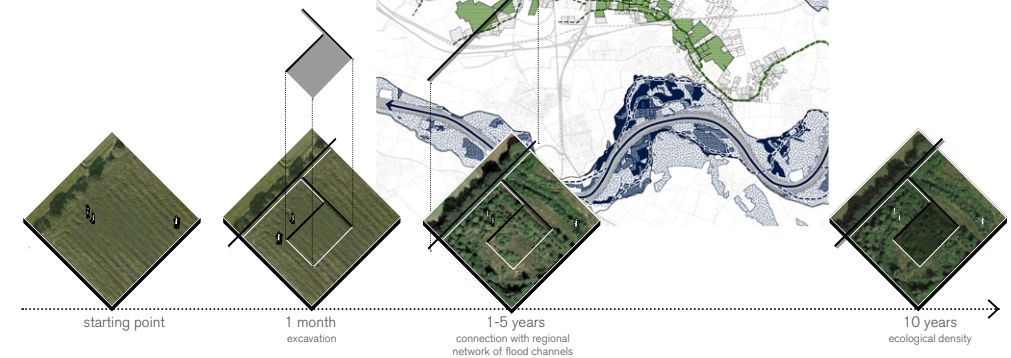 starting point
1 month
excavation
1-5 years
connection with regional
network of flood channels
10 years
ecological density